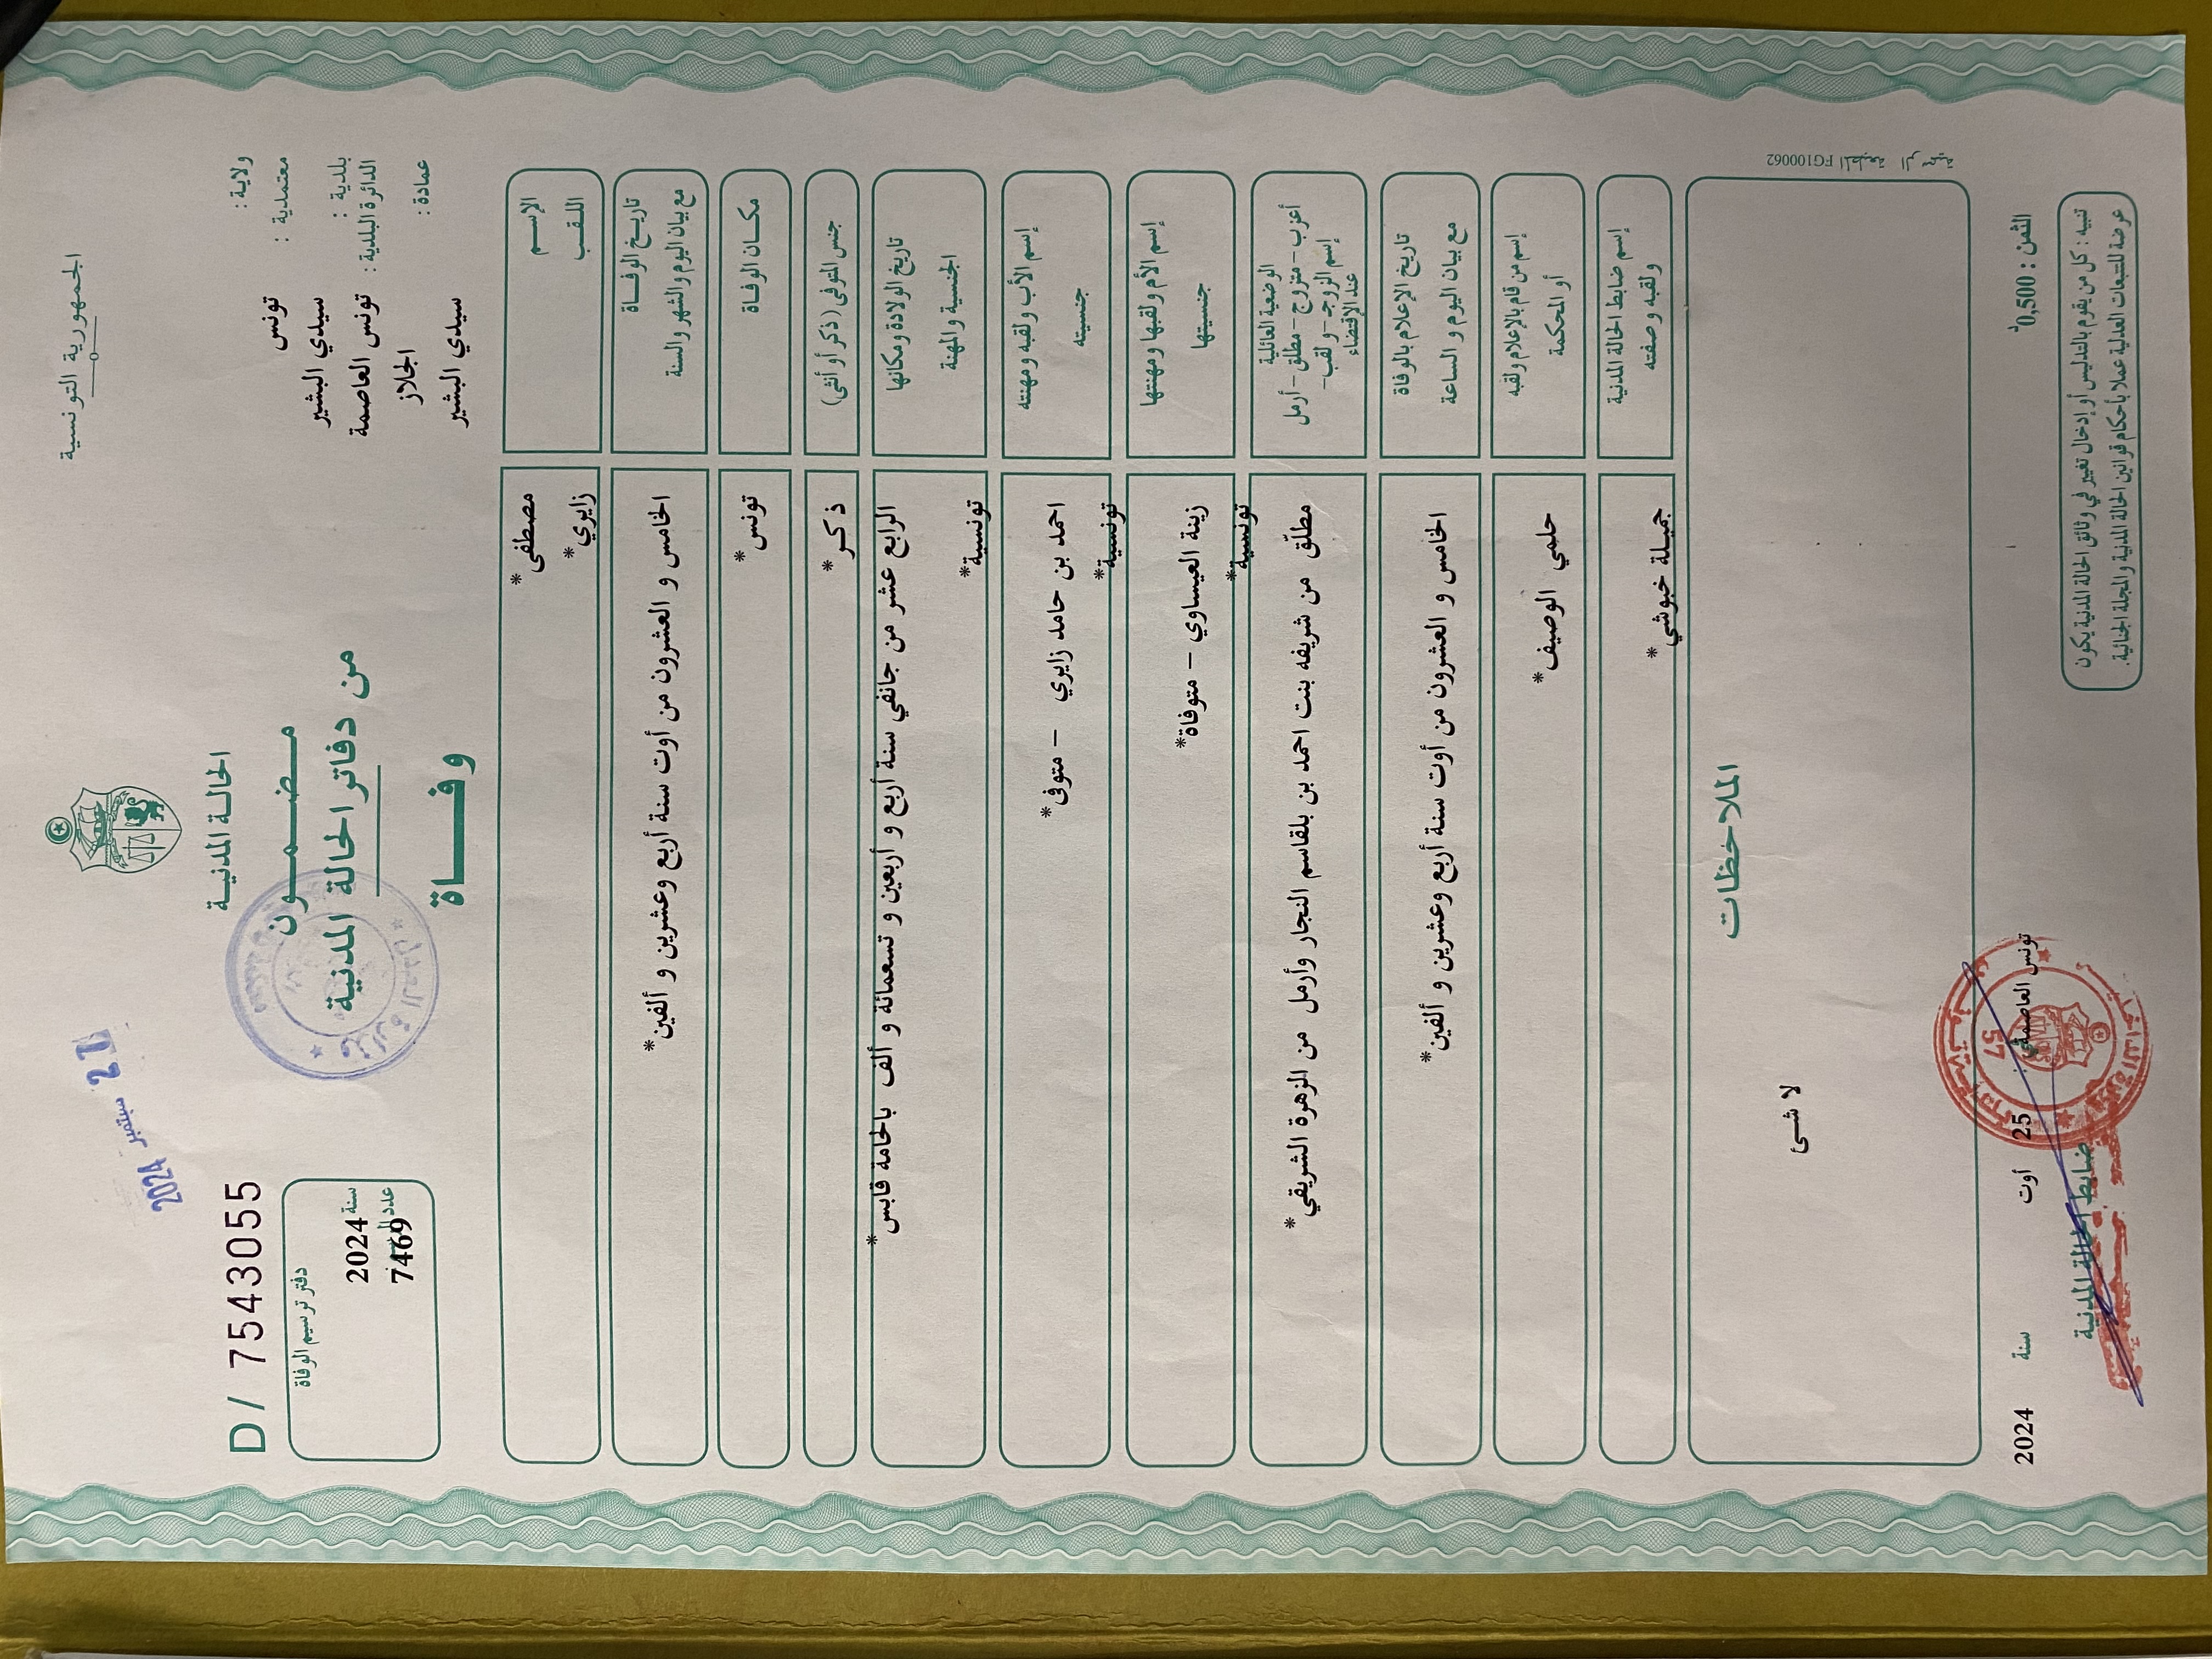 الجمهورية التونسية
27 سبتمبر 2024
الحالة المدنية
مضمون
من دفاتر الحالة المدنية
وفاة
D/ 7543055
دفتر ترسيم الوفاة
سنة 2024
عدد الرسم: 7469
ولاية :
تونس
معتمدية :
سيدي البشير
بلدية :
تونس العاصمة
الدائرة البلدية :
الجلاز
عمادة :
سيدي البشير
الإسم
مصطفى*
اللقب
زايري*
تاريخ الوفاة
مع بيان اليوم والشهر والسنة
الخامس و العشرون من أوت سنة أربع وعشرين و ألفين*
مكان الوفاة
تونس*
جنس المتوفى (ذكر أو أنثى)
ذكر*
تاريخ الولادة ومكانها
الرابع عشر من جانفي سنة أربع و أربعين و تسعمائة و ألف بالحامة قابس*
الجنسية والمهنة
تونسية*
إسم الأب ولقبه ومهنته
احمد بن حامد زايري – متوفى*
جنسيته
تونسية*
إسم الأم ولقبها ومهنتها
زينة العيساوي – متوفاة*
جنسيتها
تونسية*
الوضعية العائلية
أعزب – متزوج – مطلق – أرمل
إسم الزوج – و لقب –
عند الإقتضاء
مطلّق من شريفه بنت احمد بن بلقاسم النجار وأرمل من الزهرة الشريقي*
تاريخ الإعلام بالوفاة
مع بيان اليوم و الساعة
الخامس و العشرون من أوت سنة أربع وعشرين و ألفين*
إسم من قام بالإعلام ولقبه
أو المحكمة
حلمي الوصيف*
إسم ضابط الحالة المدنية
ولقبه وصفته
جميلة خبوشي*
الملاحظات
لا شئ
المطبعة الرسمية FG100062
تونس العاصمة في : 25 أوت سنة 2024
ضابط الحالة المدنية
57
الثمن : 0,500د
تنبيه : كل من يقوم بالتدليس أو إدخال تغيير في وثائق الحالة المدنية يكون
عرضة للتتبعات العدلية عملا بأحكام قوانين الحالة المدنية والمجلة الجنائية.